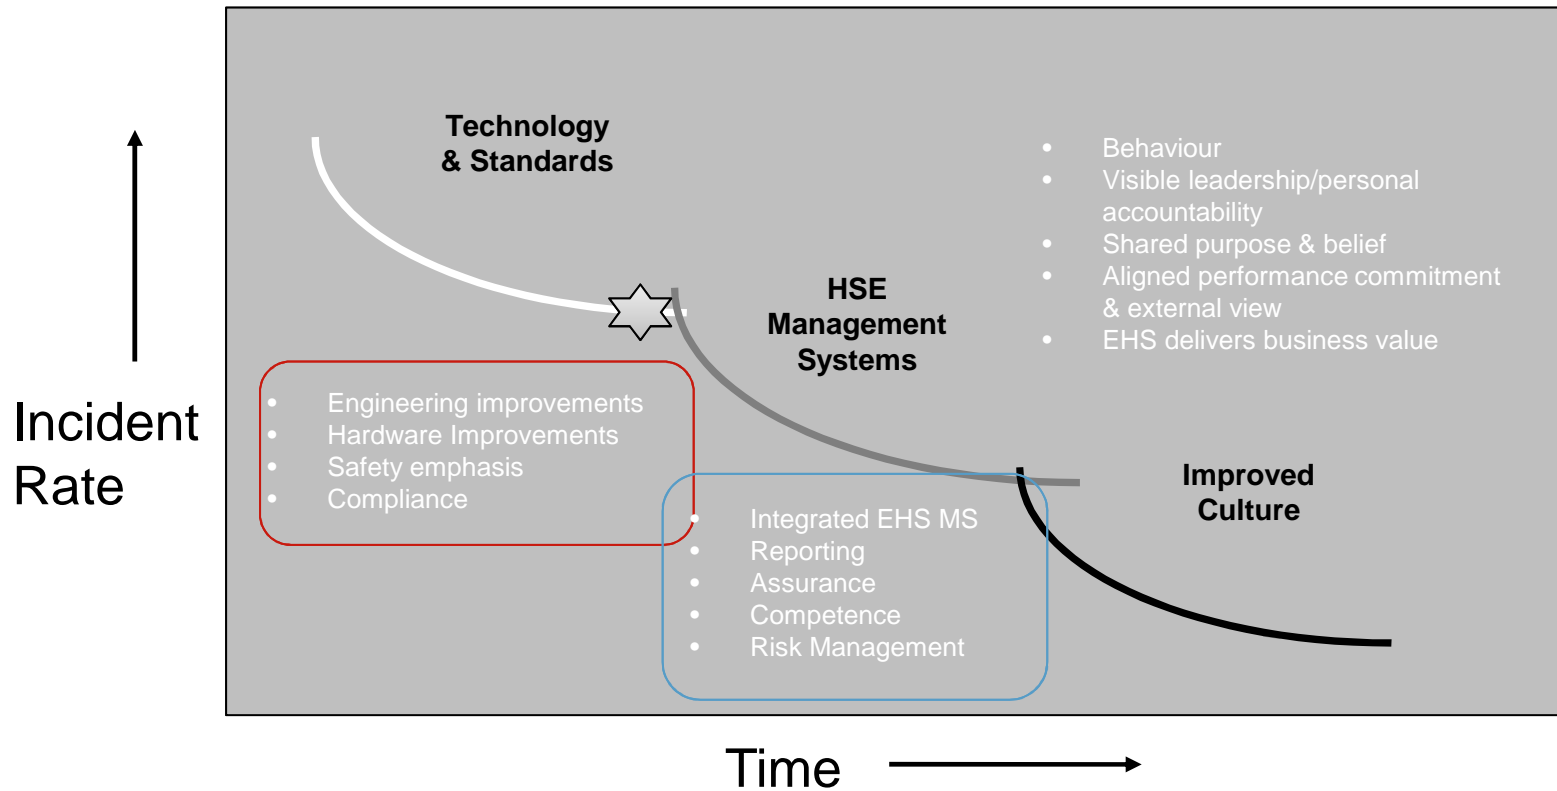 Technology
& Standards
• Behaviour
• Visible leadership/personal
accountability
• Shared purpose & belief
• Aligned performance commitment
& external view
• EHS delivers business value
HSE
Management
Systems
Incident
Rate
• Engineering improvements
• Hardware Improvements
• Safety emphasis
• Compliance
Improved
Culture
• Integrated EHS MS
• Reporting
• Assurance
• Competence
• Risk Management
Time